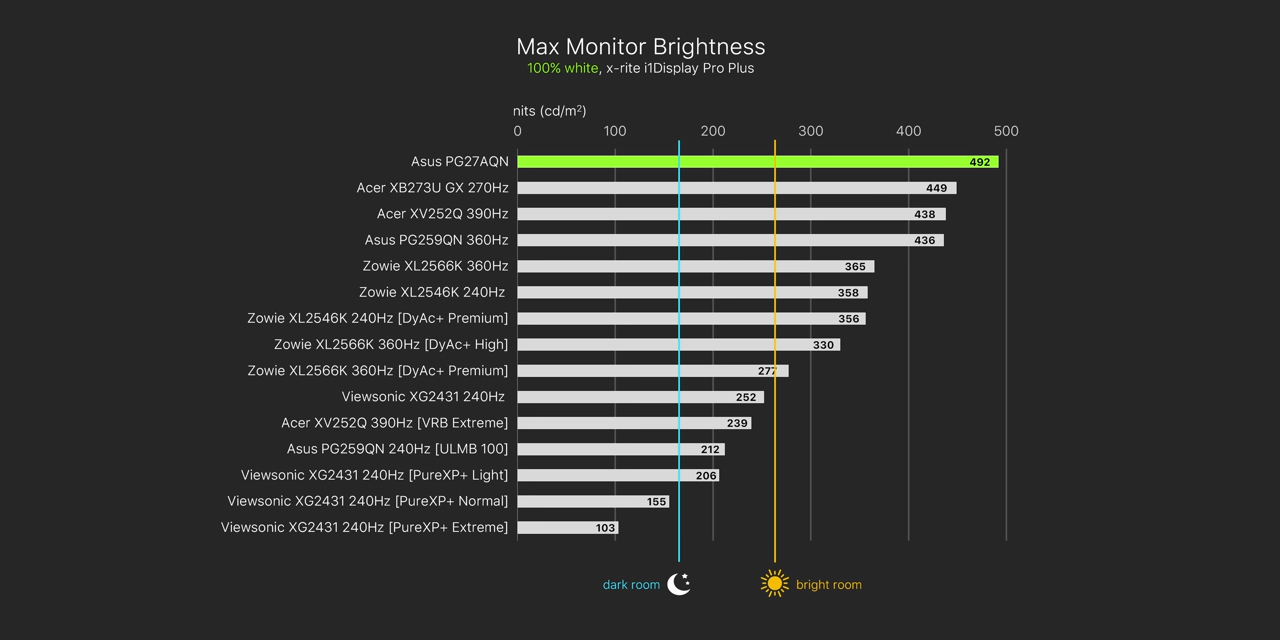 Max Monitor Brightness
100% white, x-rite i1Display Pro Plus
nits (cd/m²)
0 100 200 300 400 500
Asus PG27AQN 492
Acer XB273U GX 270Hz 449
Acer XV252Q 390Hz 438
Asus PG259QN 360Hz 436
Zowie XL2566K 360Hz 365
Zowie XL2546K 240Hz 358
Zowie XL2546K 240Hz [DyAc+ Premium] 356
Zowie XL2566K 360Hz [DyAc+ High] 330
Zowie XL2566K 360Hz [DyAc+ Premium] 277
Viewsonic XG2431 240Hz 252
Acer XV252Q 390Hz [VRB Extreme] 239
Asus PG259QN 240Hz [ULMB 100] 212
Viewsonic XG2431 240Hz [PureXP+ Light] 206
Viewsonic XG2431 240Hz [PureXP+ Normal] 155
Viewsonic XG2431 240Hz [PureXP+ Extreme] 103
dark room bright room